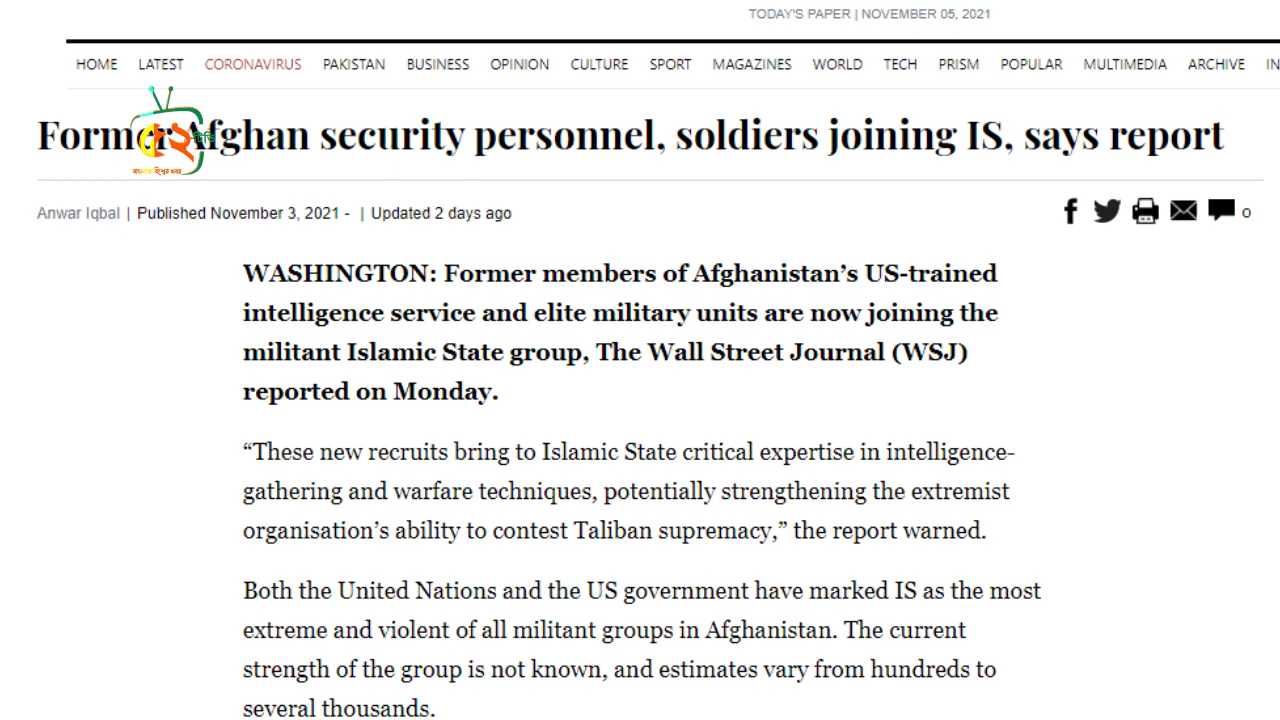 TODAY'S PAPER | NOVEMBER 05, 2021
HOME LATEST CORONAVIRUS PAKISTAN BUSINESS OPINION CULTURE SPORT MAGAZINES WORLD TECH PRISM POPULAR MULTIMEDIA ARCHIVE IN
Former Afghan security personnel, soldiers joining IS, says report
Anwar Iqbal | Published November 3, 2021 - | Updated 2 days ago
0
WASHINGTON: Former members of Afghanistan’s US-trained
intelligence service and elite military units are now joining the
militant Islamic State group, The Wall Street Journal (WSJ)
reported on Monday.
“These new recruits bring to Islamic State critical expertise in intelligence-
gathering and warfare techniques, potentially strengthening the extremist
organisation’s ability to contest Taliban supremacy,” the report warned.
Both the United Nations and the US government have marked IS as the most
extreme and violent of all militant groups in Afghanistan. The current
strength of the group is not known, and estimates vary from hundreds to
several thousands.